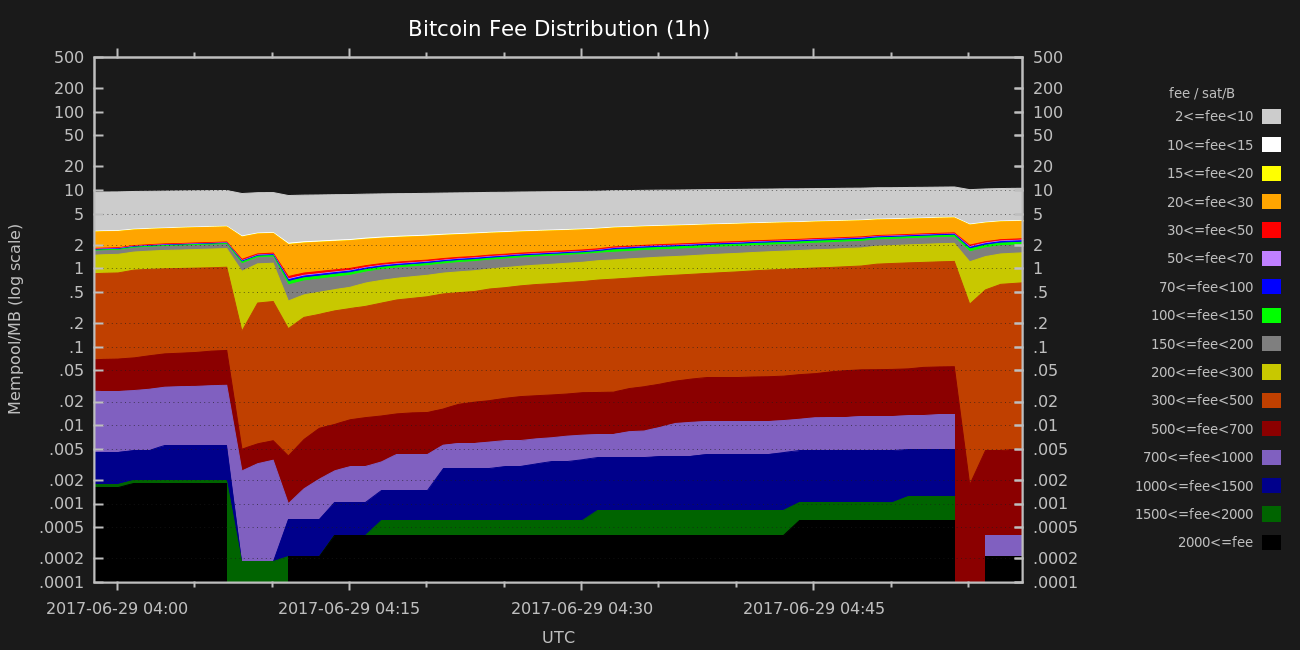 Bitcoin Fee Distribution (1h)
500
200
100
50
20
10
5
2
1
.5
.2
.1
.05
.02
.01
.005
.002
.001
.0005
.0002
.0001
Mempool/MB (log scale)
500
200
100
50
20
10
5
2
1
.5
.2
.1
.05
.02
.01
.005
.002
.001
.0005
.0002
.0001
2017-06-29 04:00 2017-06-29 04:15 2017-06-29 04:30 2017-06-29 04:45
UTC
fee / sat/B
2<=fee<10
10<=fee<15
15<=fee<20
20<=fee<30
30<=fee<50
50<=fee<70
70<=fee<100
100<=fee<150
150<=fee<200
200<=fee<300
300<=fee<500
500<=fee<700
700<=fee<1000
1000<=fee<1500
1500<=fee<2000
2000<=fee